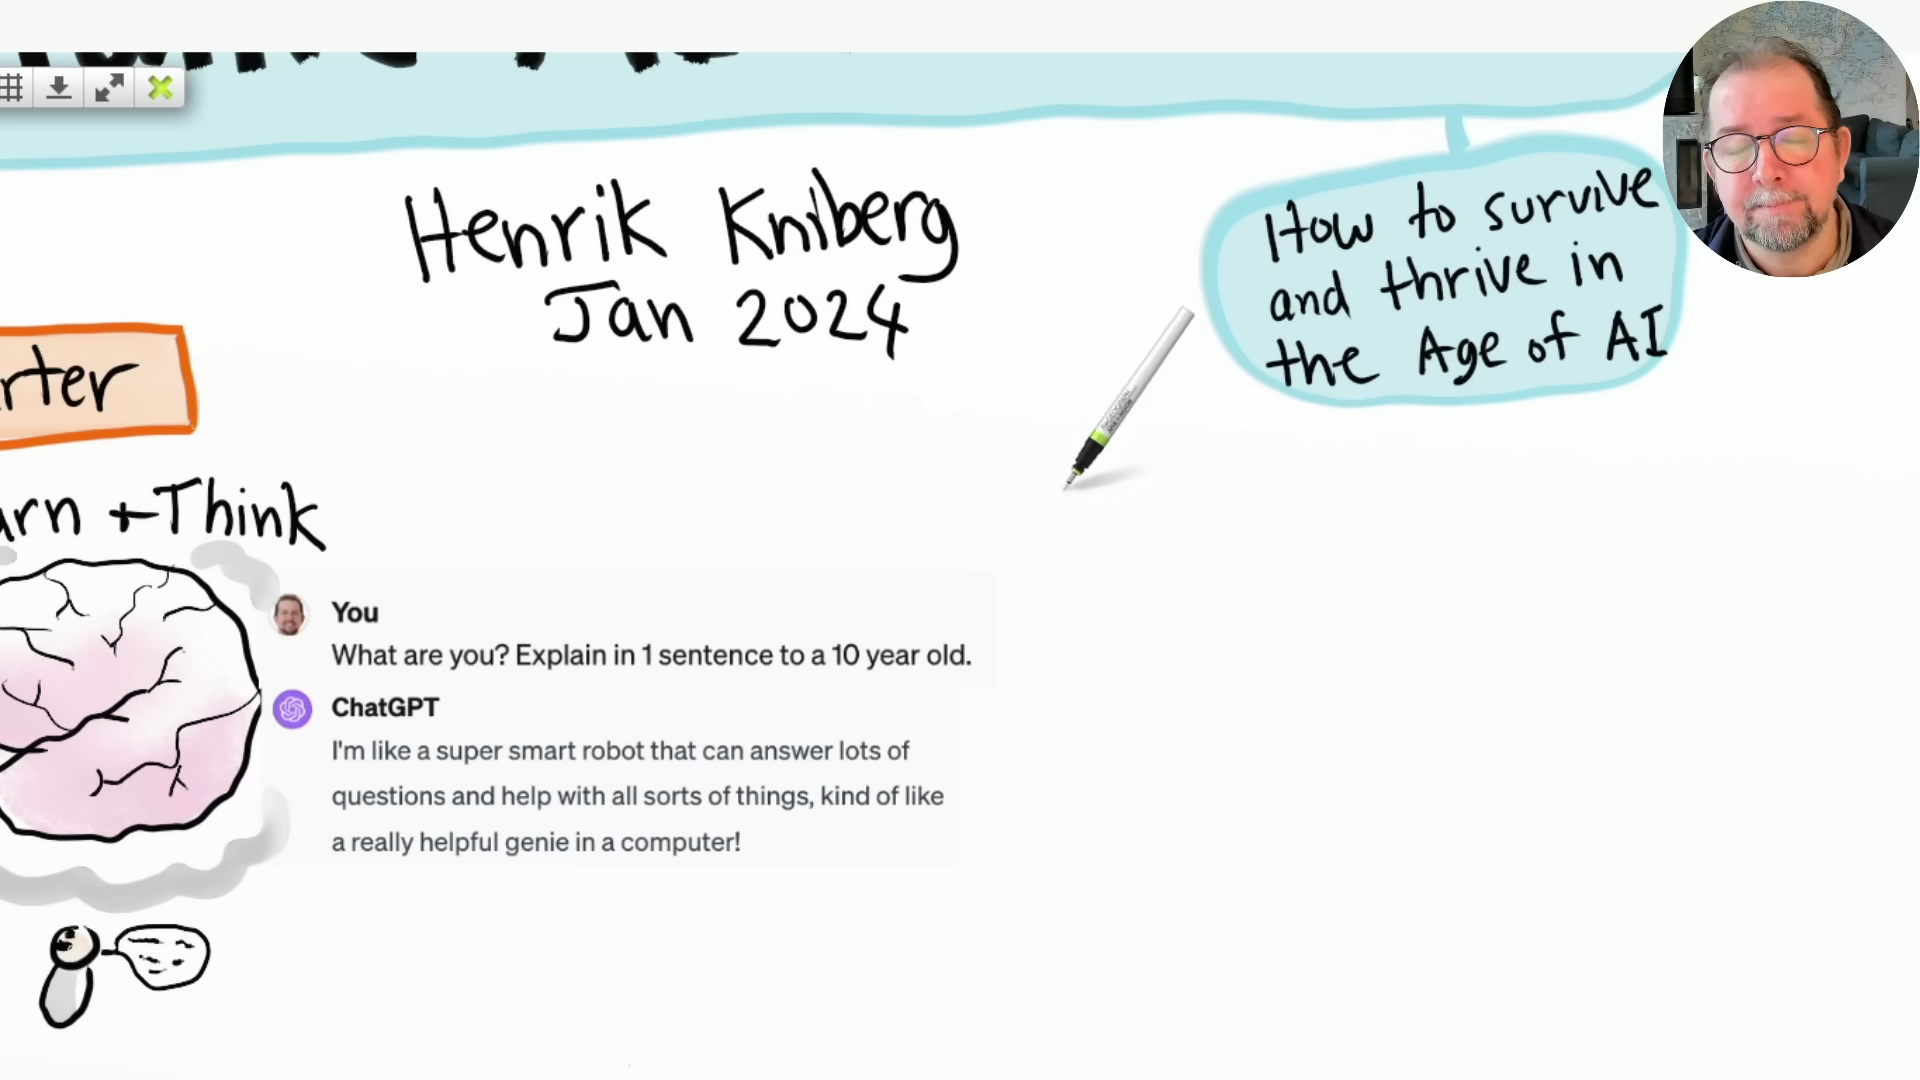 Henrik Kniberg
Jan 2024
How to survive
and thrive in
the Age of AI
rter
arn + Think
You
What are you? Explain in 1 sentence to a 10 year old.
ChatGPT
I'm like a super smart robot that can answer lots of
questions and help with all sorts of things, kind of like
a really helpful genie in a computer!